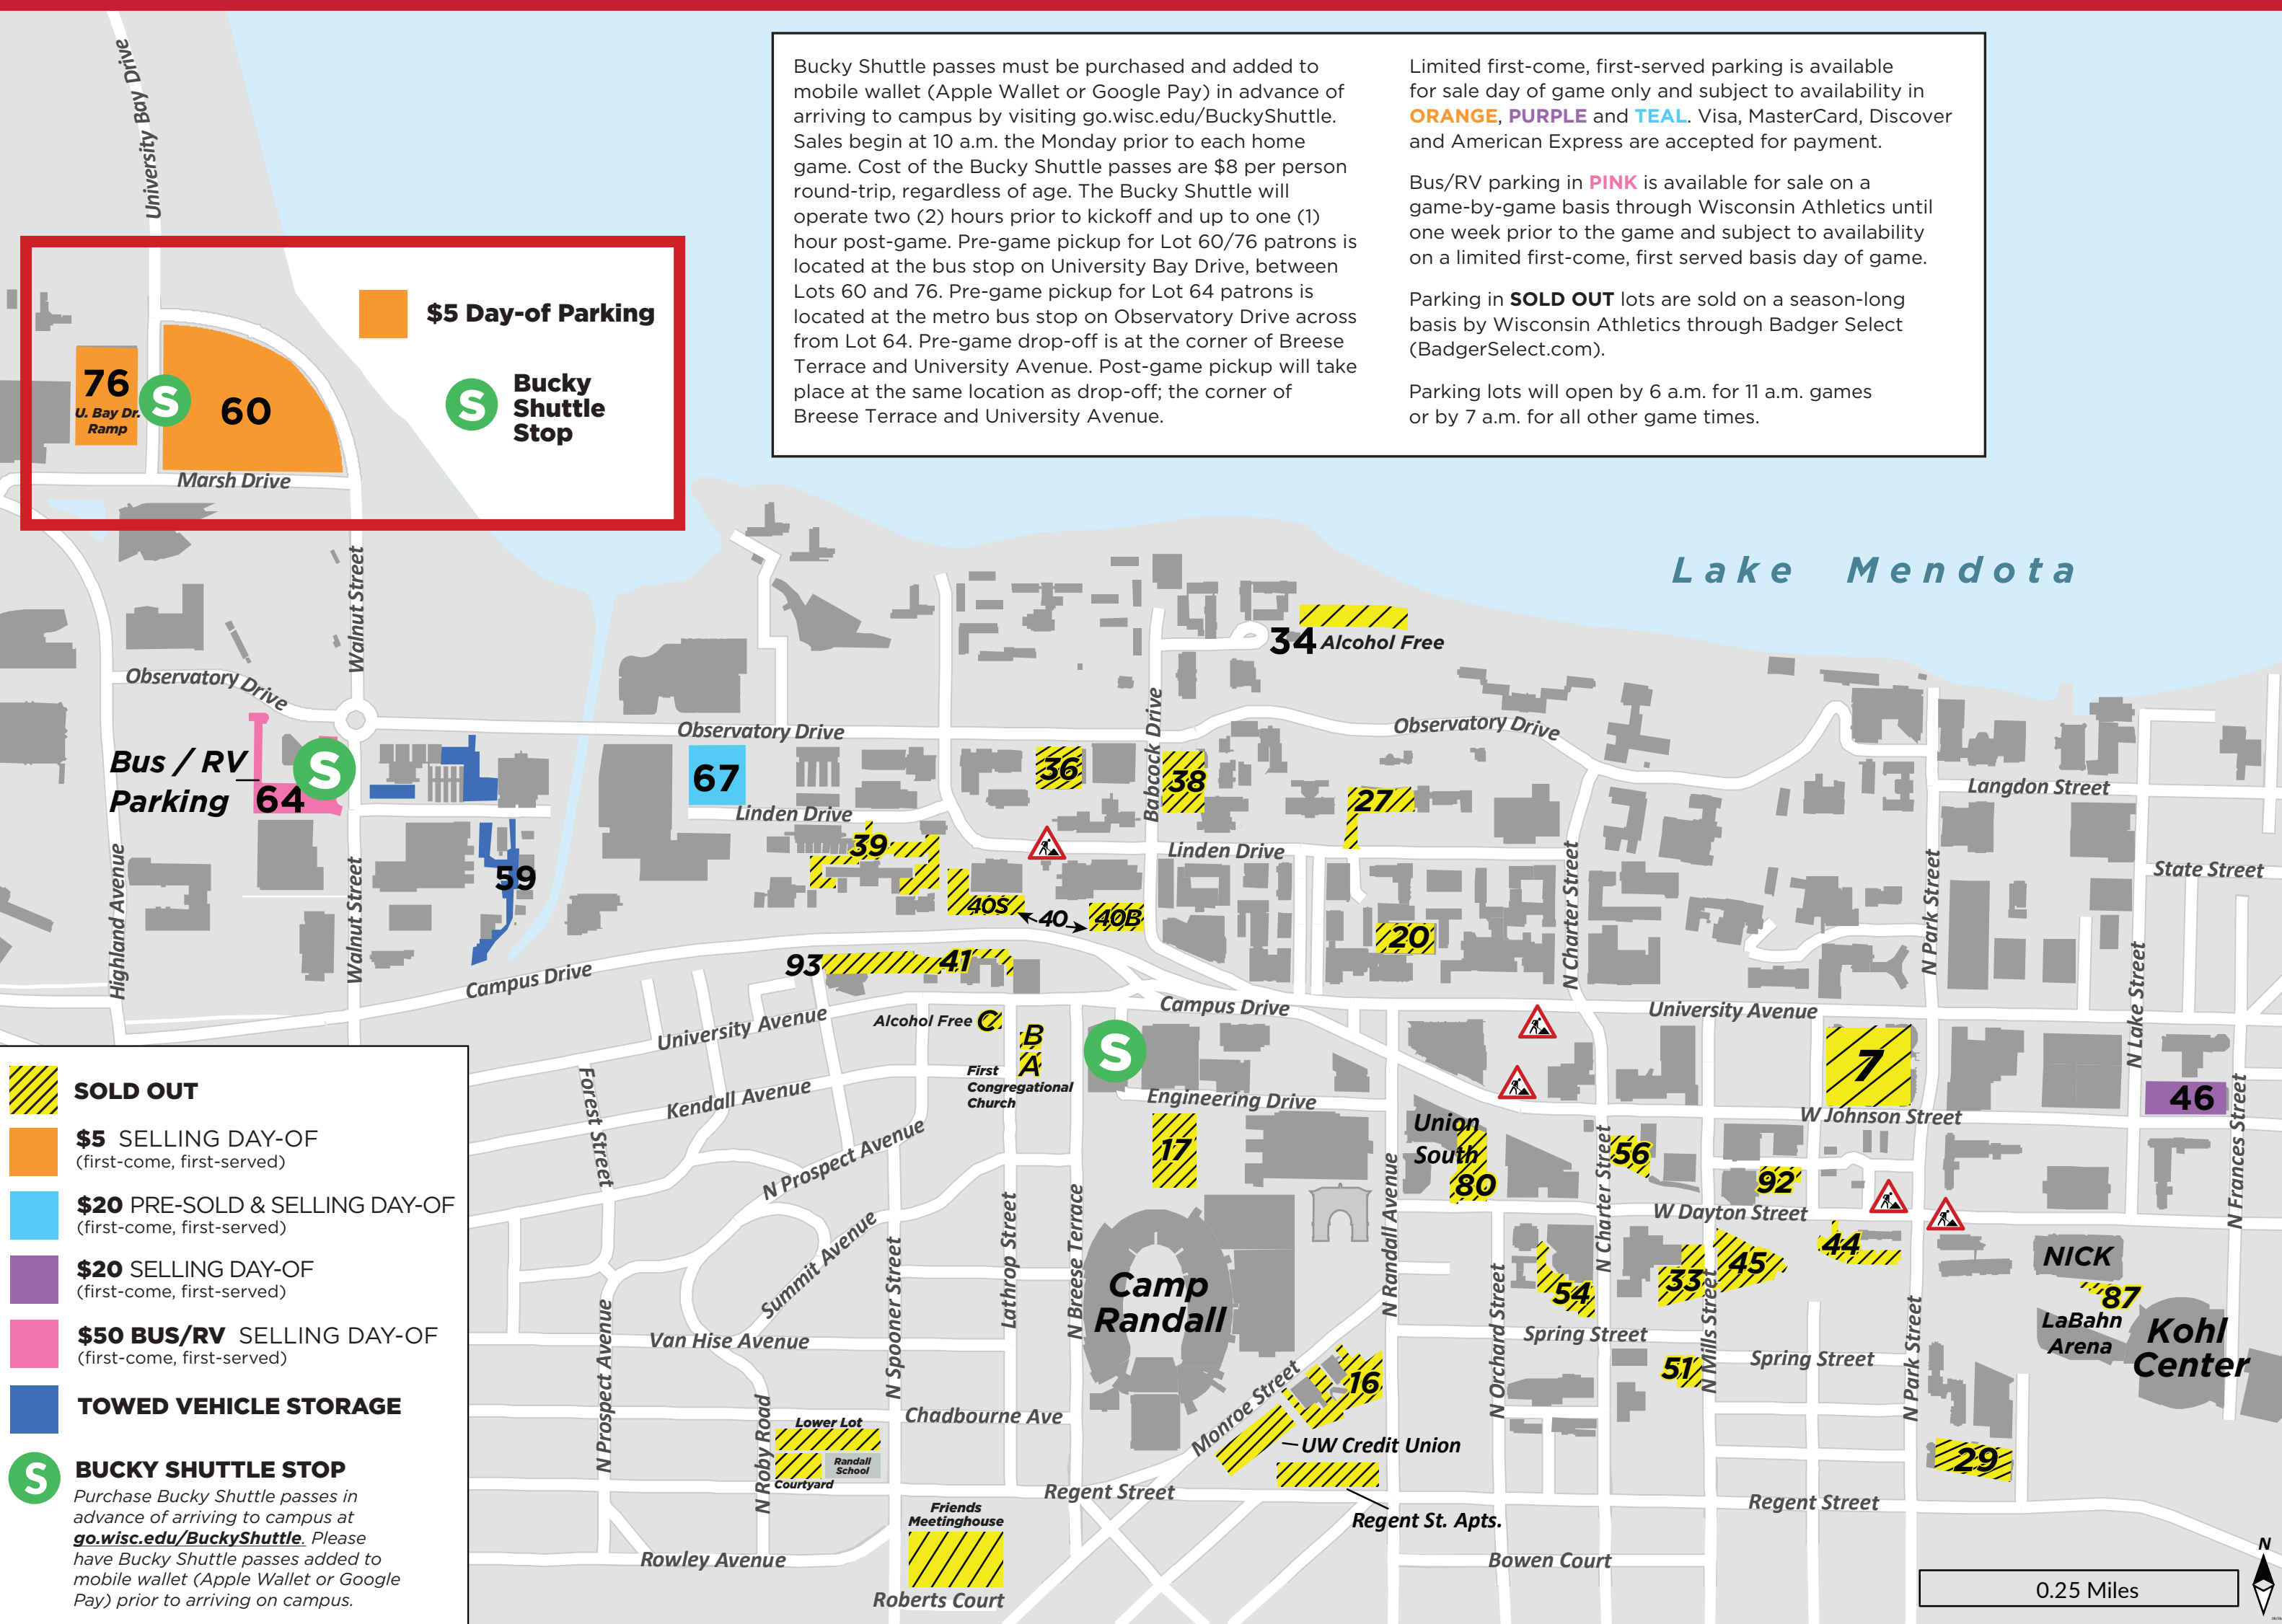 Bucky Shuttle passes must be purchased and added to
mobile wallet (Apple Wallet or Google Pay) in advance of
arriving to campus by visiting go.wisc.edu/BuckyShuttle.
Sales begin at 10 a.m. the Monday prior to each home
game. Cost of the Bucky Shuttle passes are $8 per person
round-trip, regardless of age. The Bucky Shuttle will
operate two (2) hours prior to kickoff and up to one (1)
hour post-game. Pre-game pickup for Lot 60/76 patrons is
located at the bus stop on University Bay Drive, between
Lots 60 and 76. Pre-game pickup for Lot 64 patrons is
located at the metro bus stop on Observatory Drive across
from Lot 64. Pre-game drop-off is at the corner of Breese
Terrace and University Avenue. Post-game pickup will take
place at the same location as drop-off; the corner of
Breese Terrace and University Avenue.
Limited first-come, first-served parking is available
for sale day of game only and subject to availability in
ORANGE, PURPLE and TEAL. Visa, MasterCard, Discover
and American Express are accepted for payment.
Bus/RV parking in PINK is available for sale on a
game-by-game basis through Wisconsin Athletics until
one week prior to the game and subject to availability
on a limited first-come, first served basis day of game.
Parking in SOLD OUT lots are sold on a season-long
basis by Wisconsin Athletics through Badger Select
(BadgerSelect.com).
Parking lots will open by 6 a.m. for 11 a.m. games
or by 7 a.m. for all other game times.
University Bay Drive
$5 Day-of Parking
76
U. Bay Dr.
Ramp
S
60
S
Bucky
Shuttle
Stop
Marsh Drive
Lake Mendota
Walnut Street
34
Alcohol Free
Observatory Drive
Observatory Drive
Observatory Drive
Bus / RV
Parking
64
S
67
36
Babcock Drive
38
27
Langdon Street
Linden Drive
39
Linden Drive
State Street
59
Highland Avenue
Walnut Street
40S
40
40B
20
N Charter Street
N Park Street
N Lake Street
93
41
Campus Drive
Campus Drive
University Avenue
University Avenue
Alcohol Free
C
B
A
First
Congregational
Church
S
7
46
Forest Street
Kendall Avenue
Engineering Drive
W Johnson Street
N Frances Street
N Prospect Avenue
17
Union
South
80
56
92
N Charter Street
W Dayton Street
Summit Avenue
N Spooner Street
Lathrop Street
N Breese Terrace
N Randall Avenue
Camp
Randall
54
33
45
44
NICK
87
LaBahn
Arena
Kohl
Center
N Orchard Street
N Mills Street
N Park Street
Van Hise Avenue
Spring Street
Spring Street
N Prospect Avenue
51
16
Monroe Street
Chadbourne Ave
N Roby Road
Lower Lot
Randall
School
Courtyard
UW Credit Union
29
Regent Street
Regent Street
Regent St. Apts.
Friends
Meetinghouse
Rowley Avenue
Bowen Court
Roberts Court
0.25 Miles
N
SOLD OUT
$5 SELLING DAY-OF
(first-come, first-served)
$20 PRE-SOLD & SELLING DAY-OF
(first-come, first-served)
$20 SELLING DAY-OF
(first-come, first-served)
$50 BUS/RV SELLING DAY-OF
(first-come, first-served)
TOWED VEHICLE STORAGE
S
BUCKY SHUTTLE STOP
Purchase Bucky Shuttle passes in
advance of arriving to campus at
go.wisc.edu/BuckyShuttle. Please
have Bucky Shuttle passes added to
mobile wallet (Apple Wallet or Google
Pay) prior to arriving on campus.